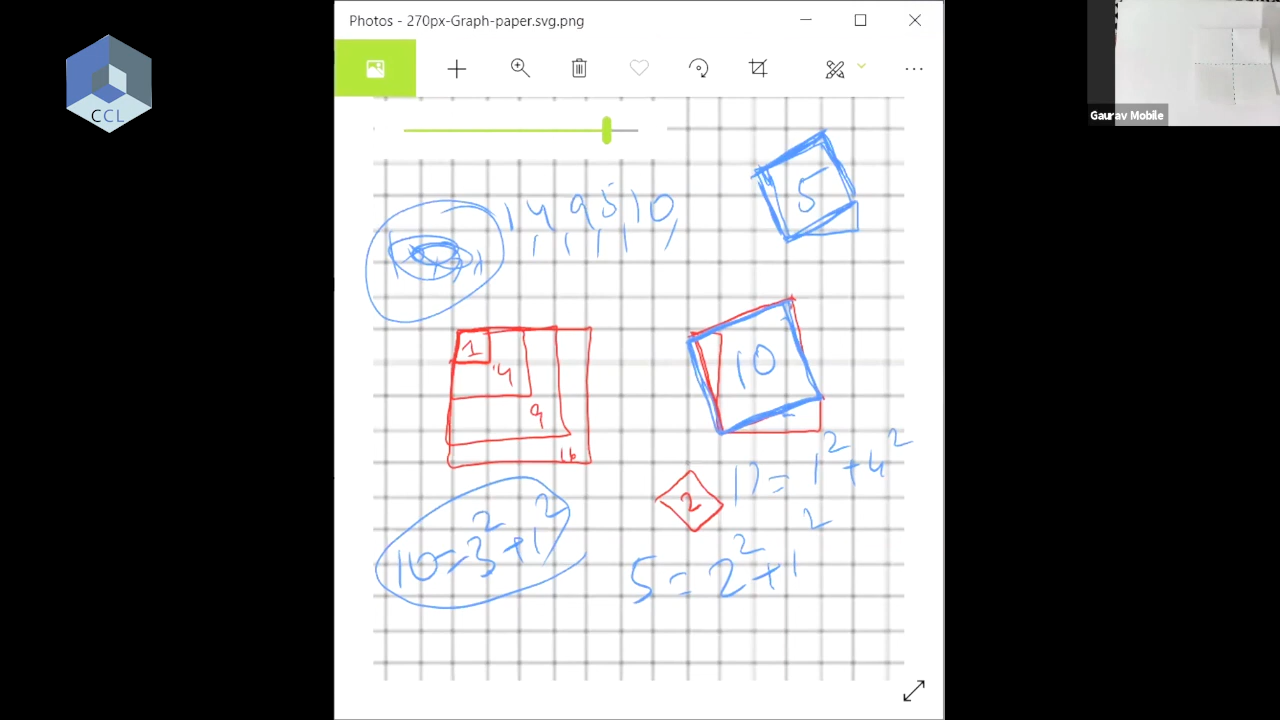 Photos - 270px-Graph-paper.svg.png
CCL
Gaurav Mobile
5
1 4 9 5 10,
1
4
9
16
10
2
17 = 1² + 4²
10 = 3² + 1²
5 = 2² + 1²